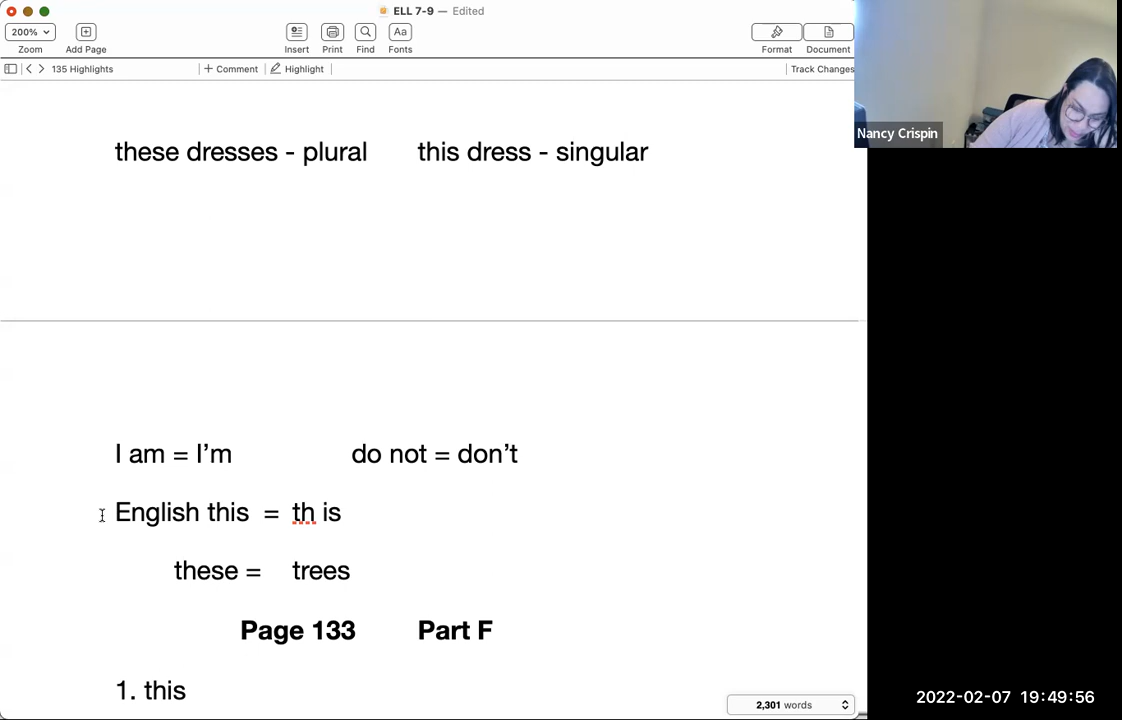 ELL 7-9 — Edited
200%
Zoom
Add Page
Insert
Print
Find
Aa
Fonts
Format
Document
135 Highlights
+ Comment
Highlight
Track Changes
Nancy Crispin
these dresses - plural this dress - singular
I am = I'm do not = don't
English this = th is
these = trees
Page 133 Part F
1. this
2,301 words
2022-02-07 19:49:56